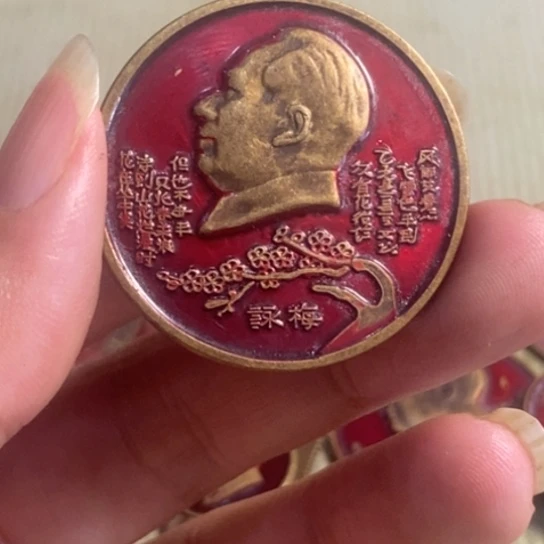 风雨送春归
飞雪迎春到
已是悬崖百丈冰
犹有花枝俏
俏也不争春
只把春来报
待到山花烂漫时
她在丛中笑
詠梅